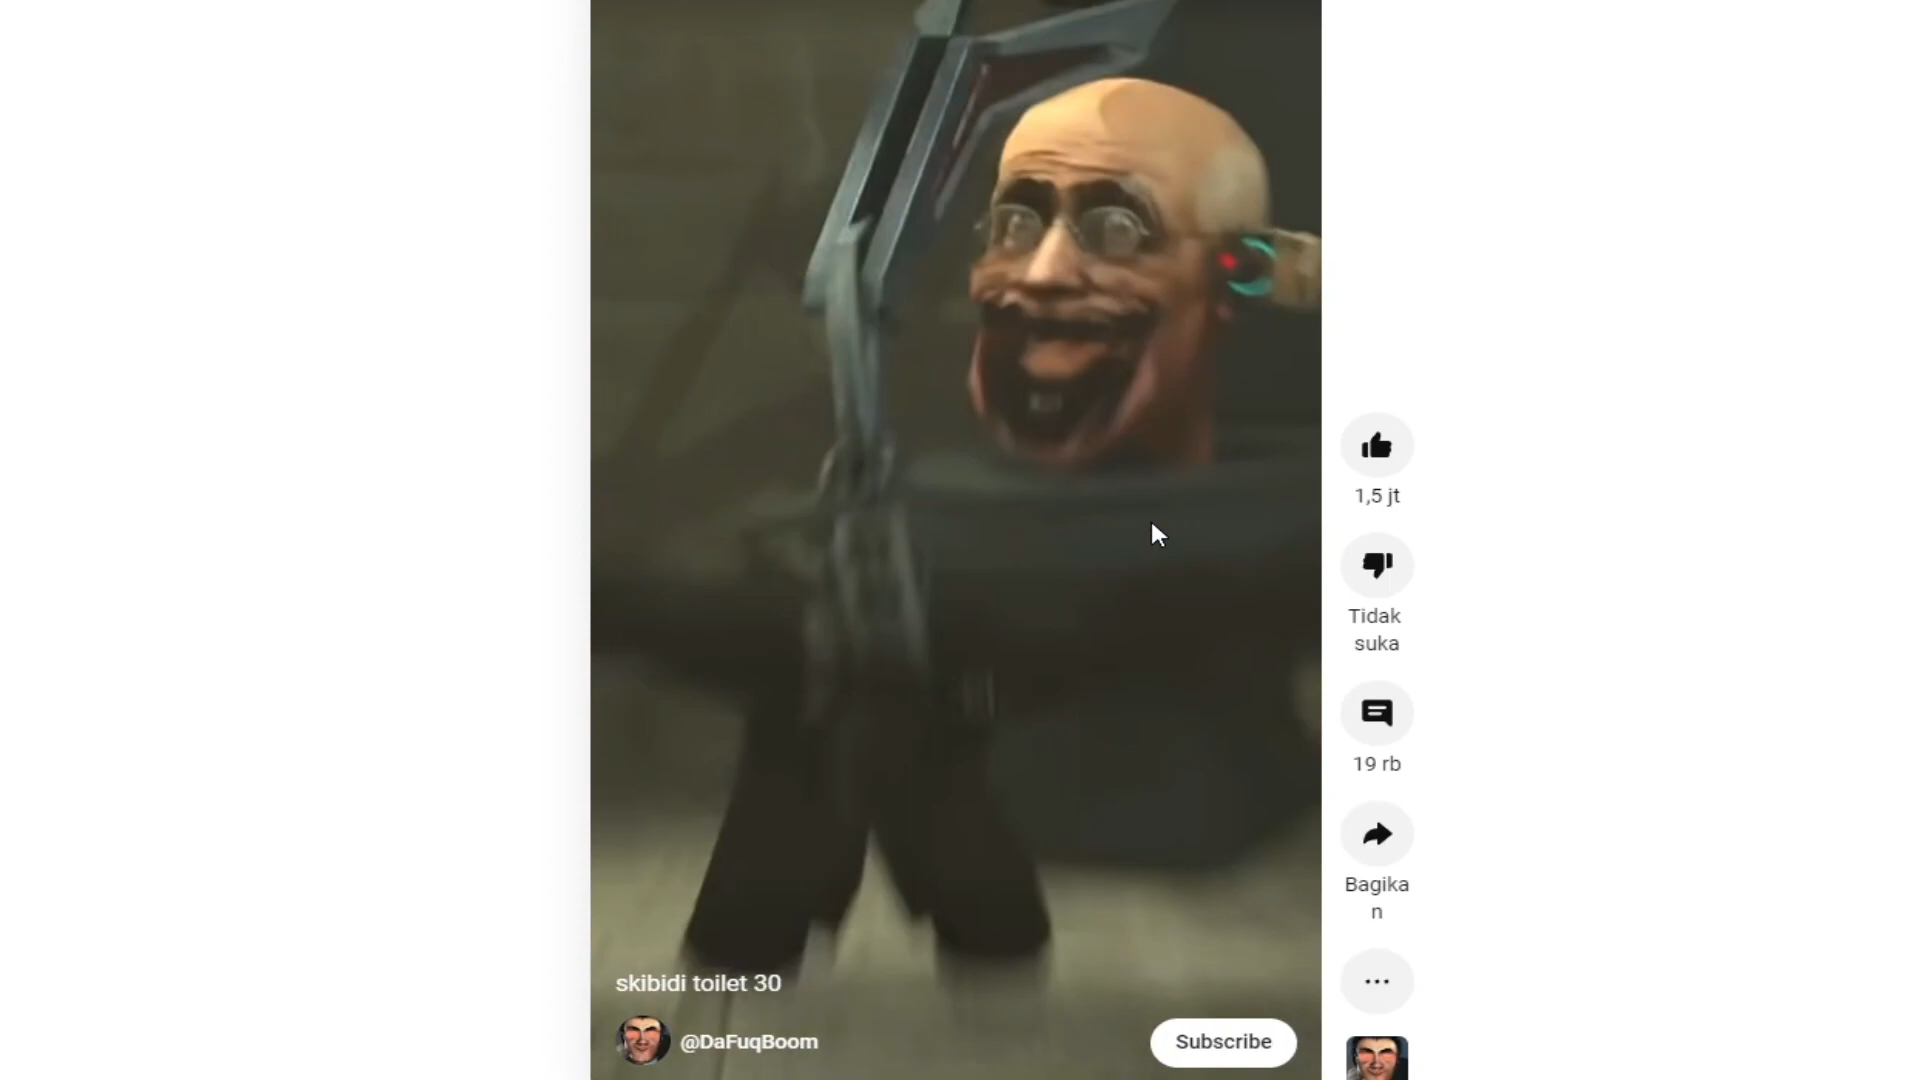 1,5 jt
Tidak
suka
19 rb
Bagika
n
skibidi toilet 30
@DaFuqBoom
Subscribe